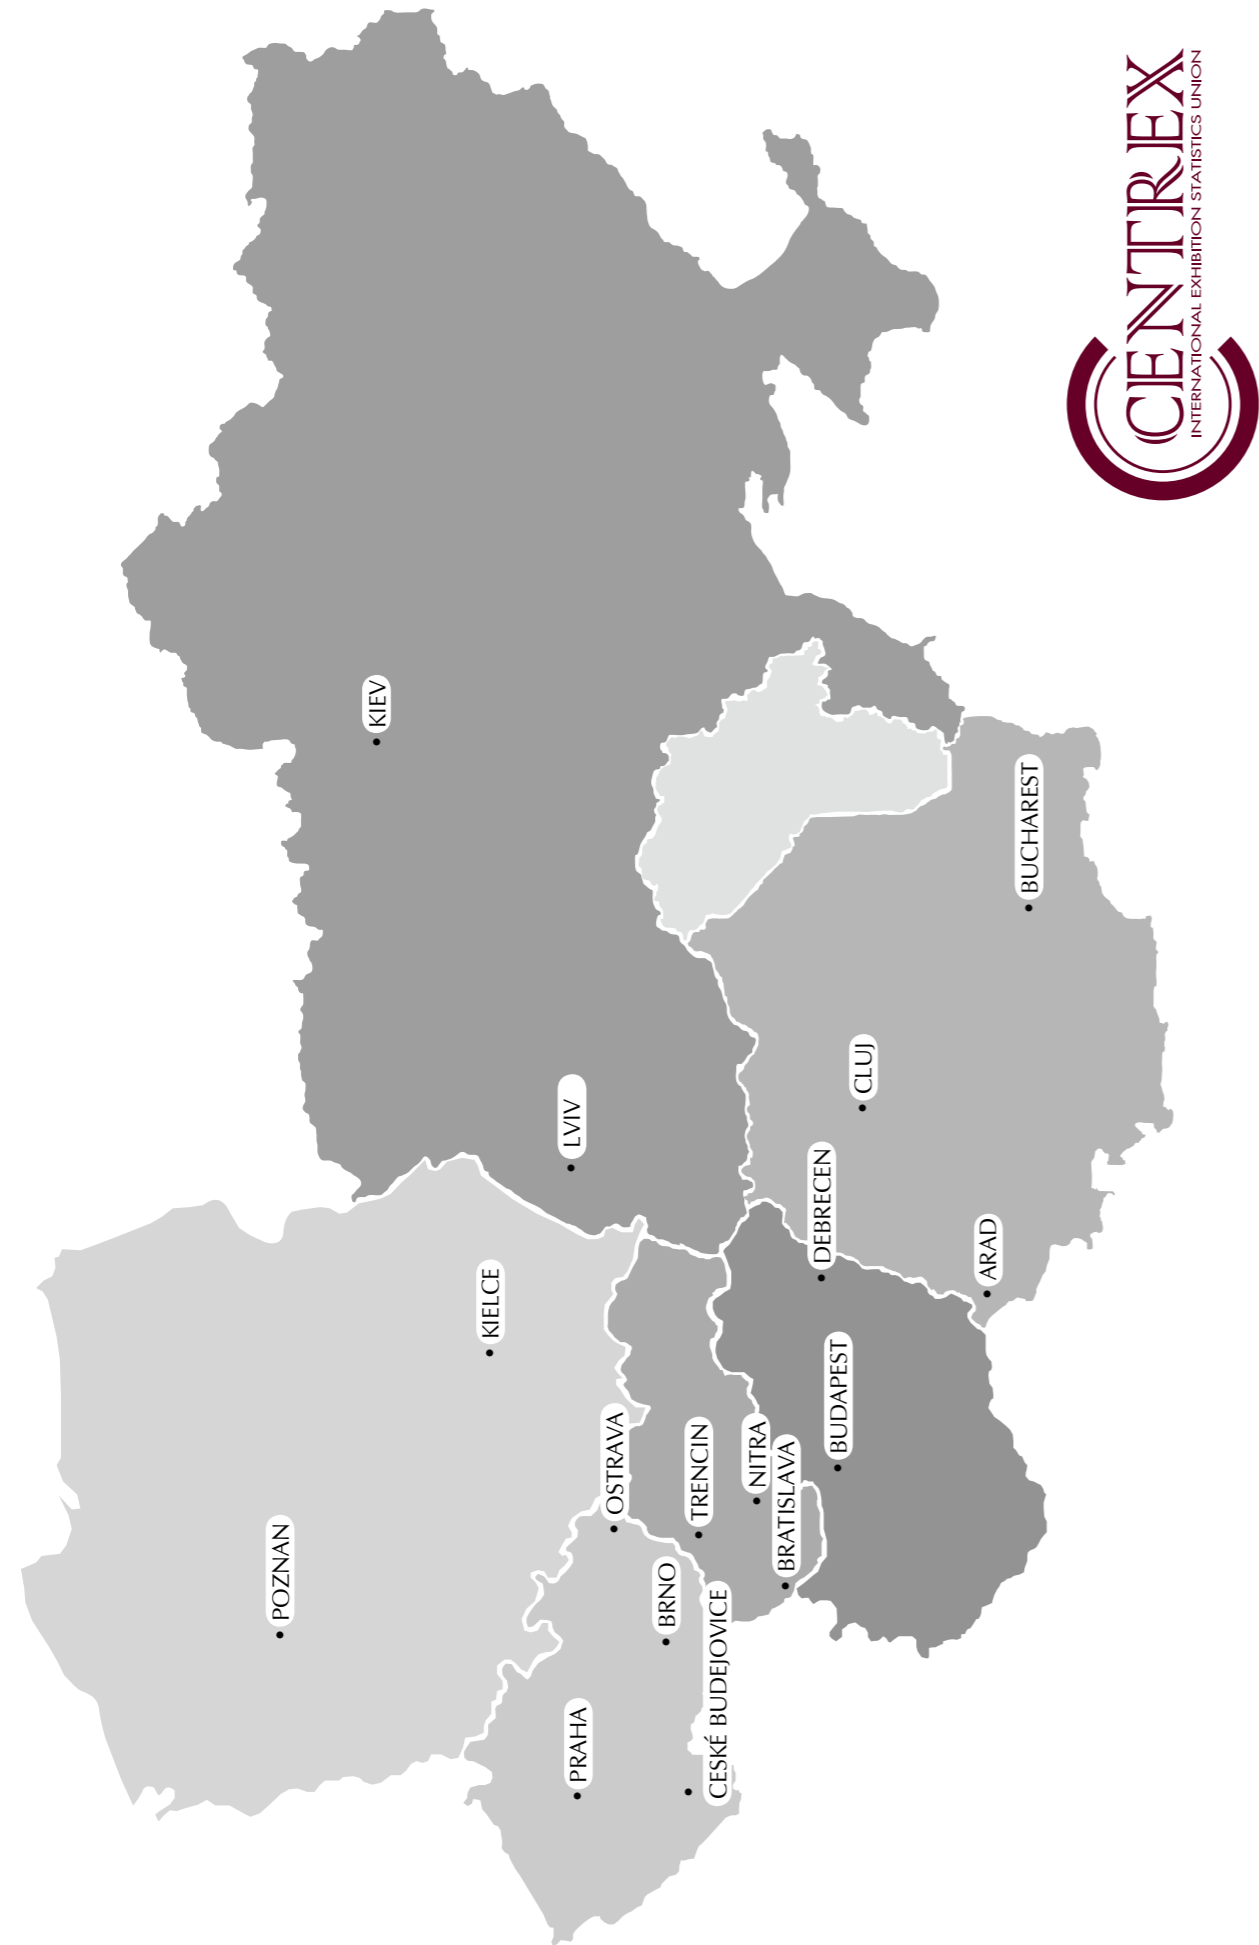 POZNAN
KIEV
KIELCE
LVIV
PRAHA
OSTRAVA
BRNO
TRENCIN
CESKÉ BUDEJOVICE
NITRA
BRATISLAVA
DEBRECEN
BUDAPEST
CLUJ
ARAD
BUCHAREST
CENTREX
INTERNATIONAL EXHIBITION STATISTICS UNION